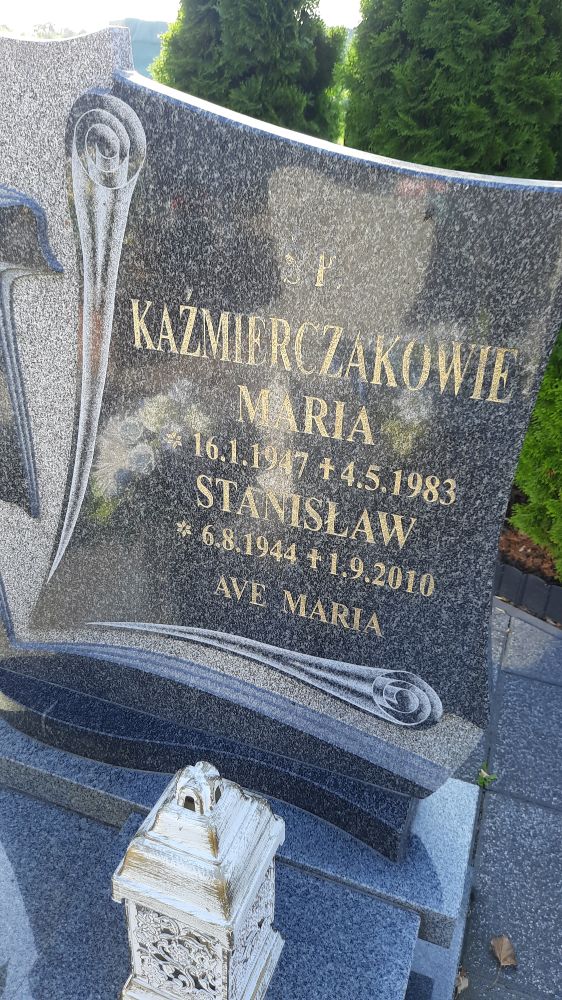 Ś P.
KAŹMIERCZAKOWIE
MARIA
* 16.1.1947 ✝ 4.5.1983
STANISŁAW
* 6.8.1944 ✝ 1.9.2010
AVE MARIA